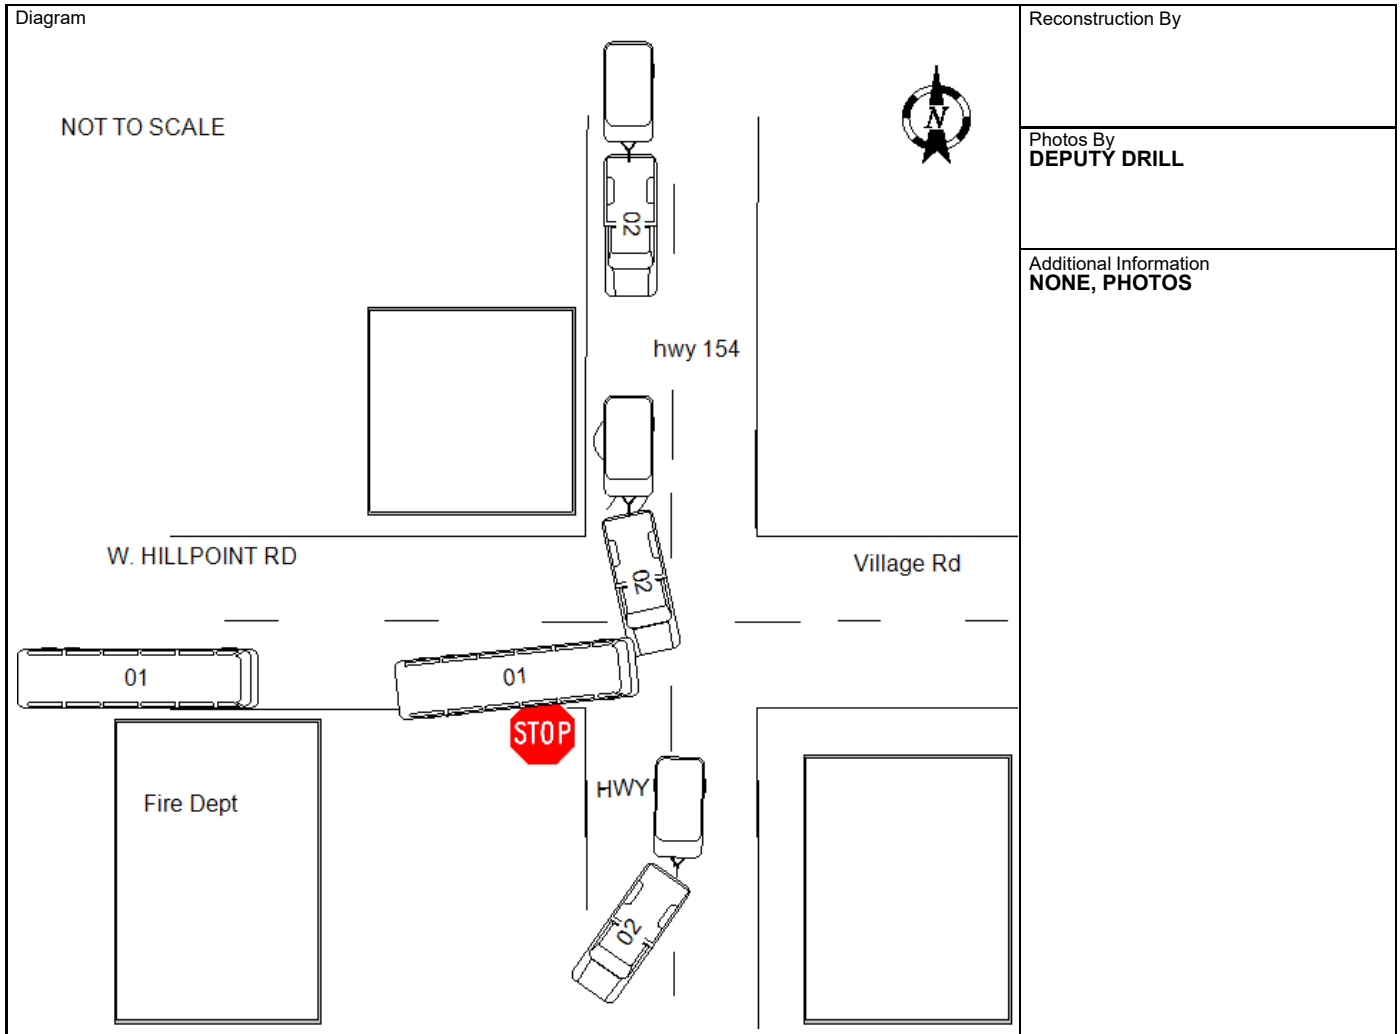 Diagram
Reconstruction By
N
NOT TO SCALE
Photos By
DEPUTY DRILL
02
Additional Information
NONE, PHOTOS
hwy 154
W. HILLPOINT RD
Village Rd
02
01
01
STOP
HWY
Fire Dept
02